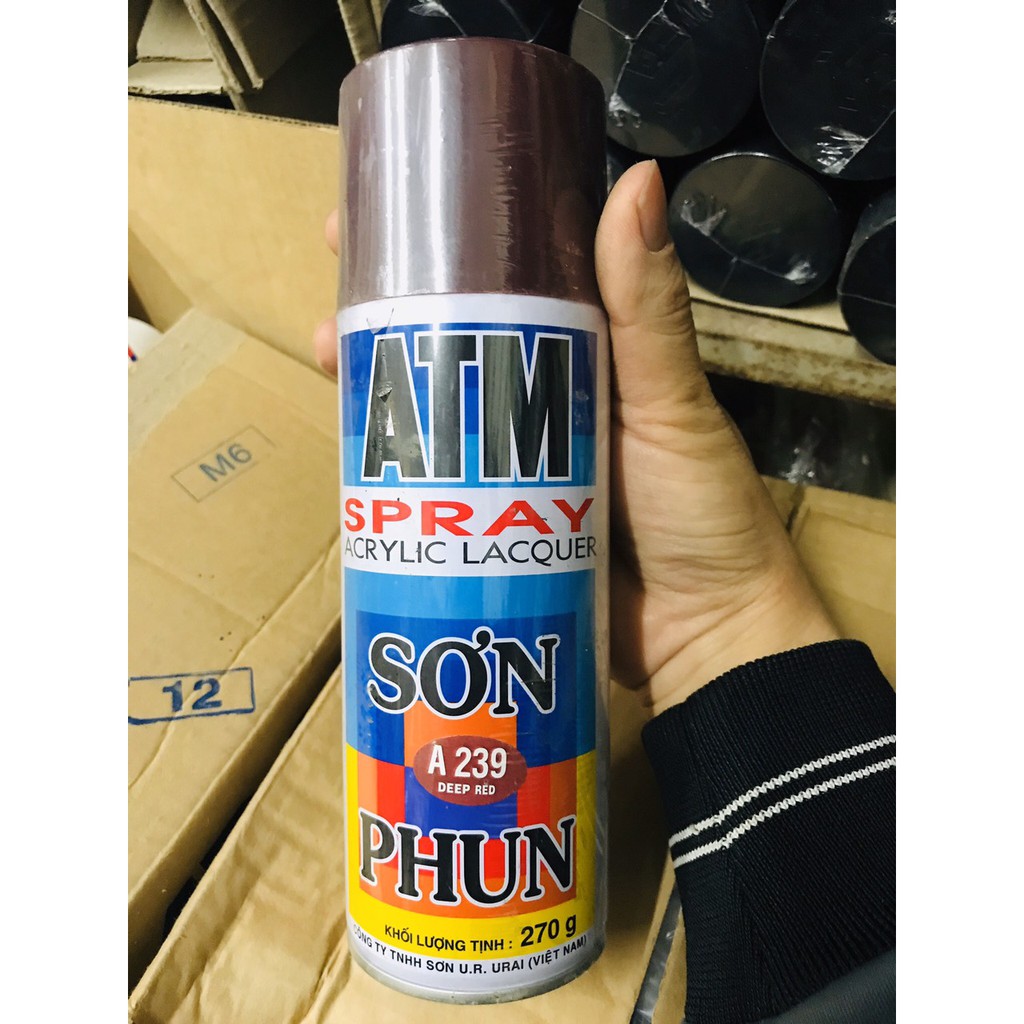 ATM
SPRAY
ACRYLIC LACQUER
SƠN
A 239
DEEP RED
PHUN
KHỐI LƯỢNG TỊNH : 270 g
CÔNG TY TNHH SƠN U.R. URAI (VIỆT NAM)
M6
12